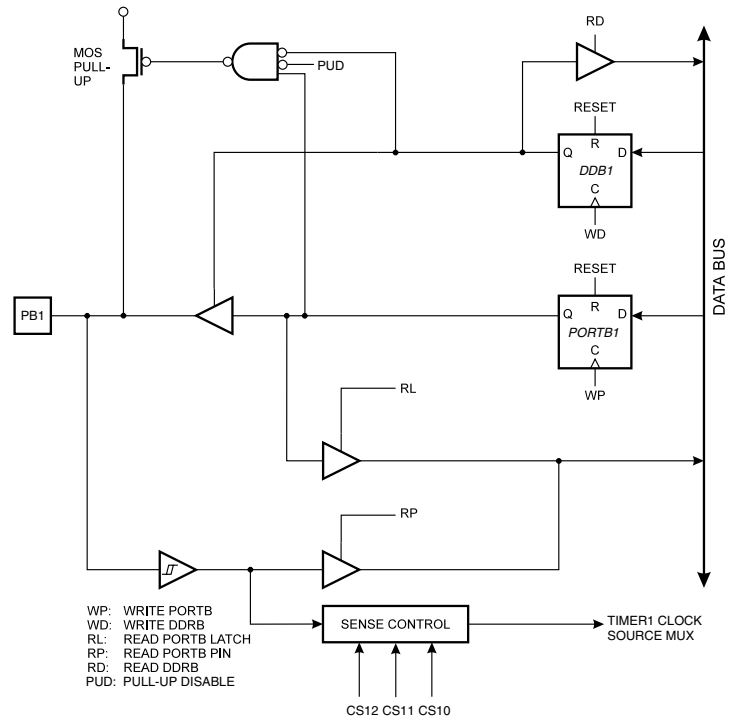 RD
MOS
PULL-
UP
PUD
RESET
R
Q
D
DDB1
C
WD
DATA BUS
RESET
R
Q
D
PORTB1
C
WP
PB1
RL
RP
WP: WRITE PORTB
WD: WRITE DDRB
RL: READ PORTB LATCH
RP: READ PORTB PIN
RD: READ DDRB
PUD: PULL-UP DISABLE
SENSE CONTROL
TIMER1 CLOCK
SOURCE MUX
CS12 CS11 CS10